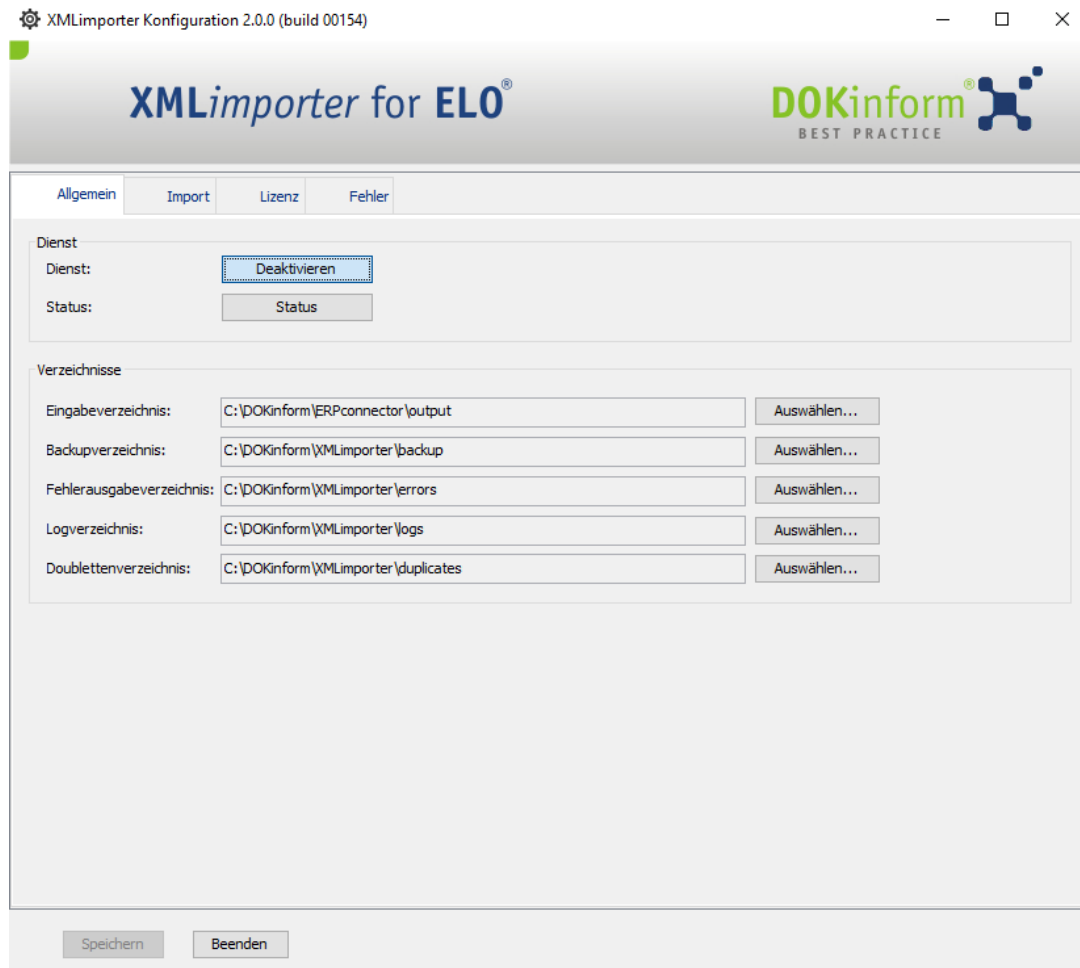 XMLimporter Konfiguration 2.0.0 (build 00154)
XMLimporter for ELO®
DOKinform®
BEST PRACTICE
Allgemein Import Lizenz Fehler
Dienst
Dienst: Deaktivieren
Status: Status
Verzeichnisse
Eingabeverzeichnis: C:\DOKinform\ERPconnector\output Auswählen...
Backupverzeichnis: C:\DOKinform\XMLimporter\backup Auswählen...
Fehlerausgabeverzeichnis: C:\DOKinform\XMLimporter\errors Auswählen...
Logverzeichnis: C:\DOKinform\XMLimporter\logs Auswählen...
Doublettenverzeichnis: C:\DOKinform\XMLimporter\duplicates Auswählen...
Speichern Beenden